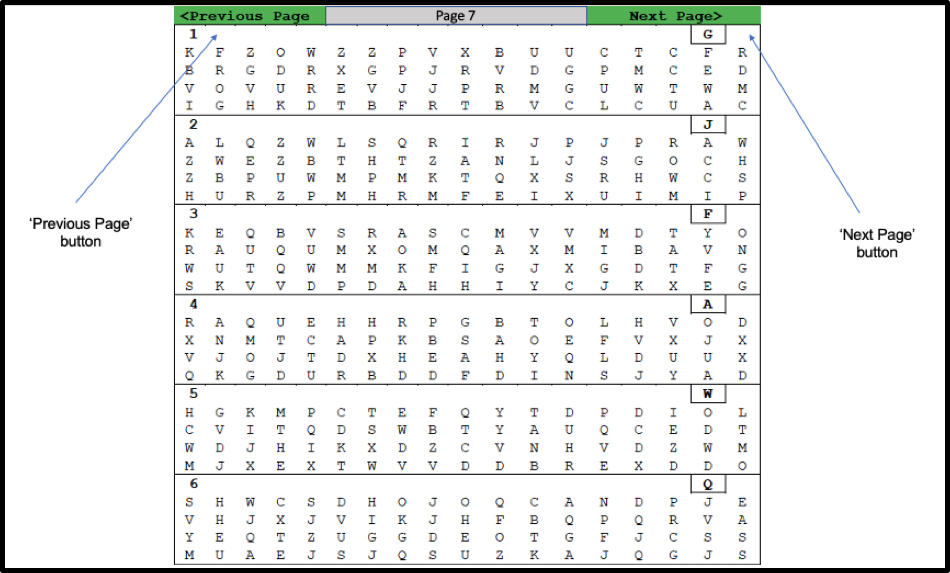 <Previous Page Page 7 Next Page>
1 G
K F Z O W Z Z P V X B U U C T C F R
B R G D R X G P J R V D G P M C E D
V O V U R E V J J P R M G U W T W M
I G H K D T B F R T B V C L C U A C
2 J
A L Q Z W L S Q R I R J P J P R A W
Z W E Z B T H T Z A N L J S G O C H
Z B P U W M P M K T Q X S R H W C S
H U R Z P M H R M F E I X U I M I P
3 F
K E Q B V S R A S C M V V M D T Y O
R A U Q U M X O M Q A X M I B A V N
W U T Q W M M K F I G J X G D T F G
S K V V D P D A H H I Y C J K X E G
‘Previous Page’
button
‘Next Page’
button
4 A
R A Q U E H H R P G B T O L H V O D
X N M T C A P K B S A O E F V X J X
V J O J T D X H E A H Y Q L D U U X
Q K G D U R B D D F D I N S J Y A D
5 W
H G K M P C T E F Q Y T D P D I O L
C V I T Q D S W B T Y A U Q C E D T
W D J H I K X D Z C V N H V D Z W M
M J X E X T W V V D D B R E X D D O
6 Q
S H W C S D H O J O Q C A N D P J E
V H J X J V I K J H F B Q P Q R V A
Y E Q T Z U G G D E O T G F J C S S
M U A E J S J Q S U Z K A J Q G J S